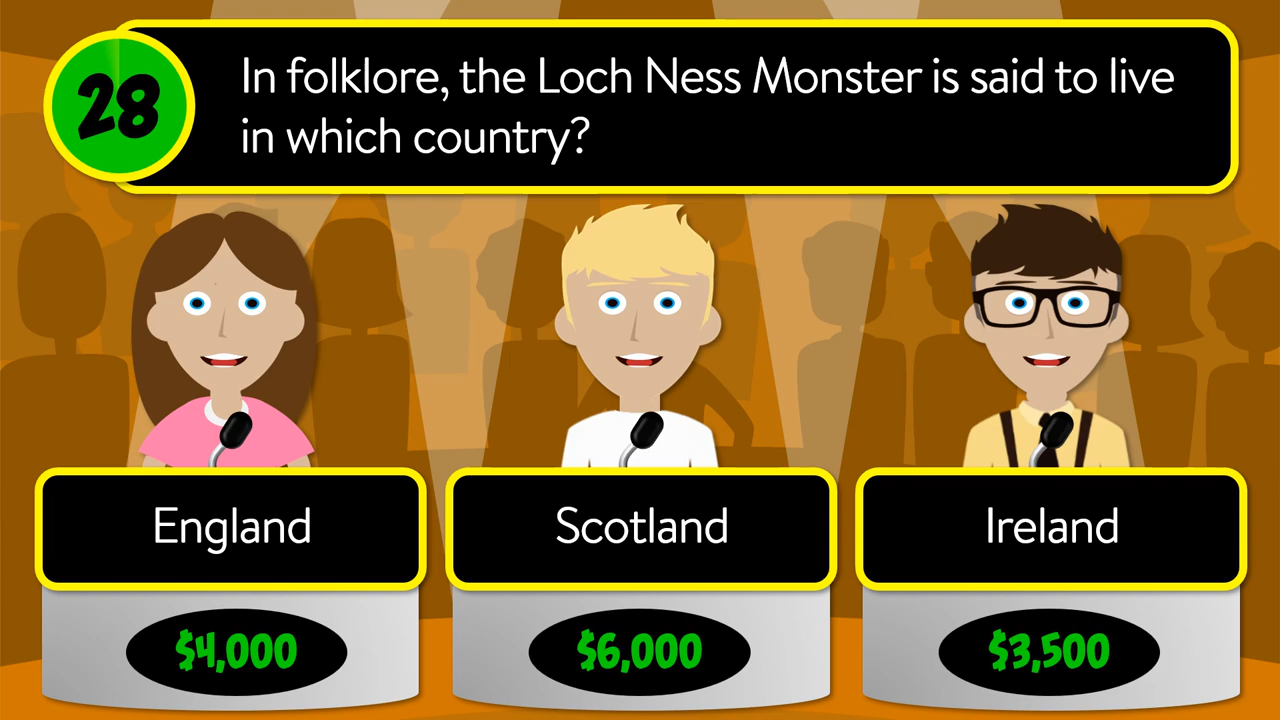 28
In folklore, the Loch Ness Monster is said to live
in which country?
England
Scotland
Ireland
$4,000
$6,000
$3,500